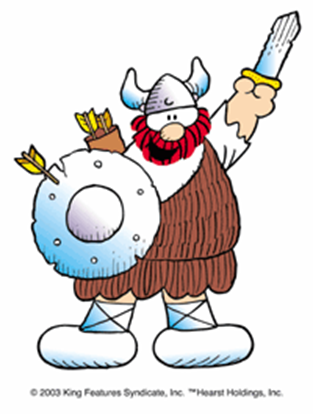 © 2003 King Features Syndicate, Inc. ™Hearst Holdings, Inc.